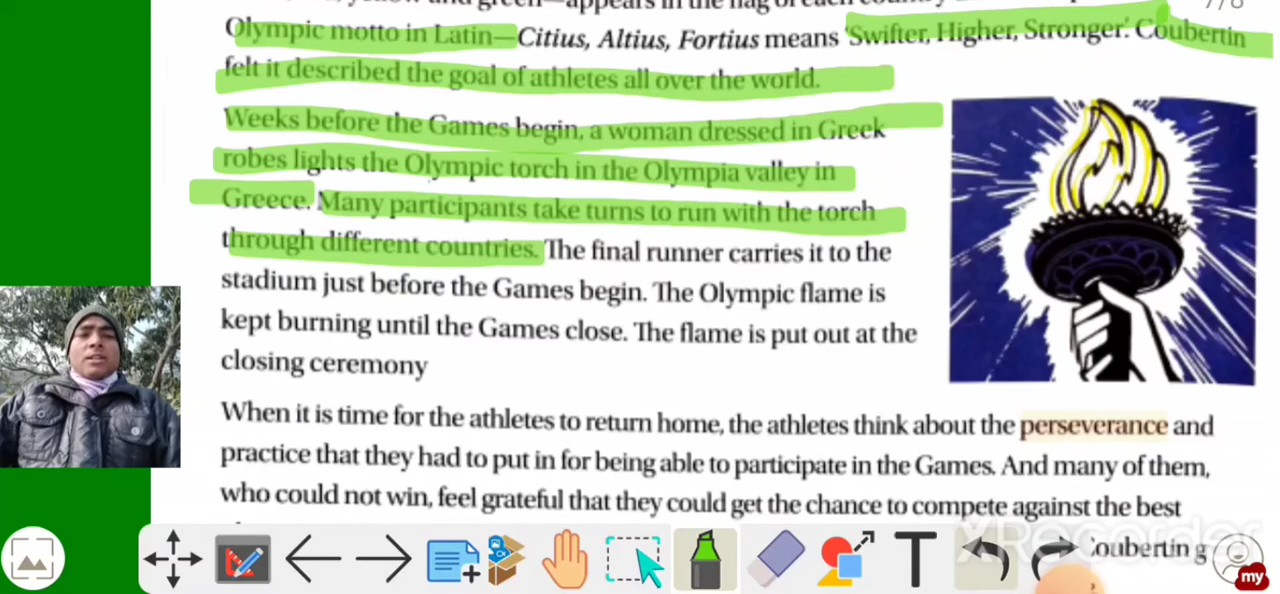 7/8
Olympic motto in Latin—Citius, Altius, Fortius means 'Swifter, Higher, Stronger.' Coubertin
felt it described the goal of athletes all over the world.
Weeks before the Games begin, a woman dressed in Greek
robes lights the Olympic torch in the Olympia valley in
Greece. Many participants take turns to run with the torch
through different countries. The final runner carries it to the
stadium just before the Games begin. The Olympic flame is
kept burning until the Games close. The flame is put out at the
closing ceremony
When it is time for the athletes to return home, the athletes think about the perseverance and
practice that they had to put in for being able to participate in the Games. And many of them,
who could not win, feel grateful that they could get the chance to compete against the best
XRecorder
Coubertin g
T
my